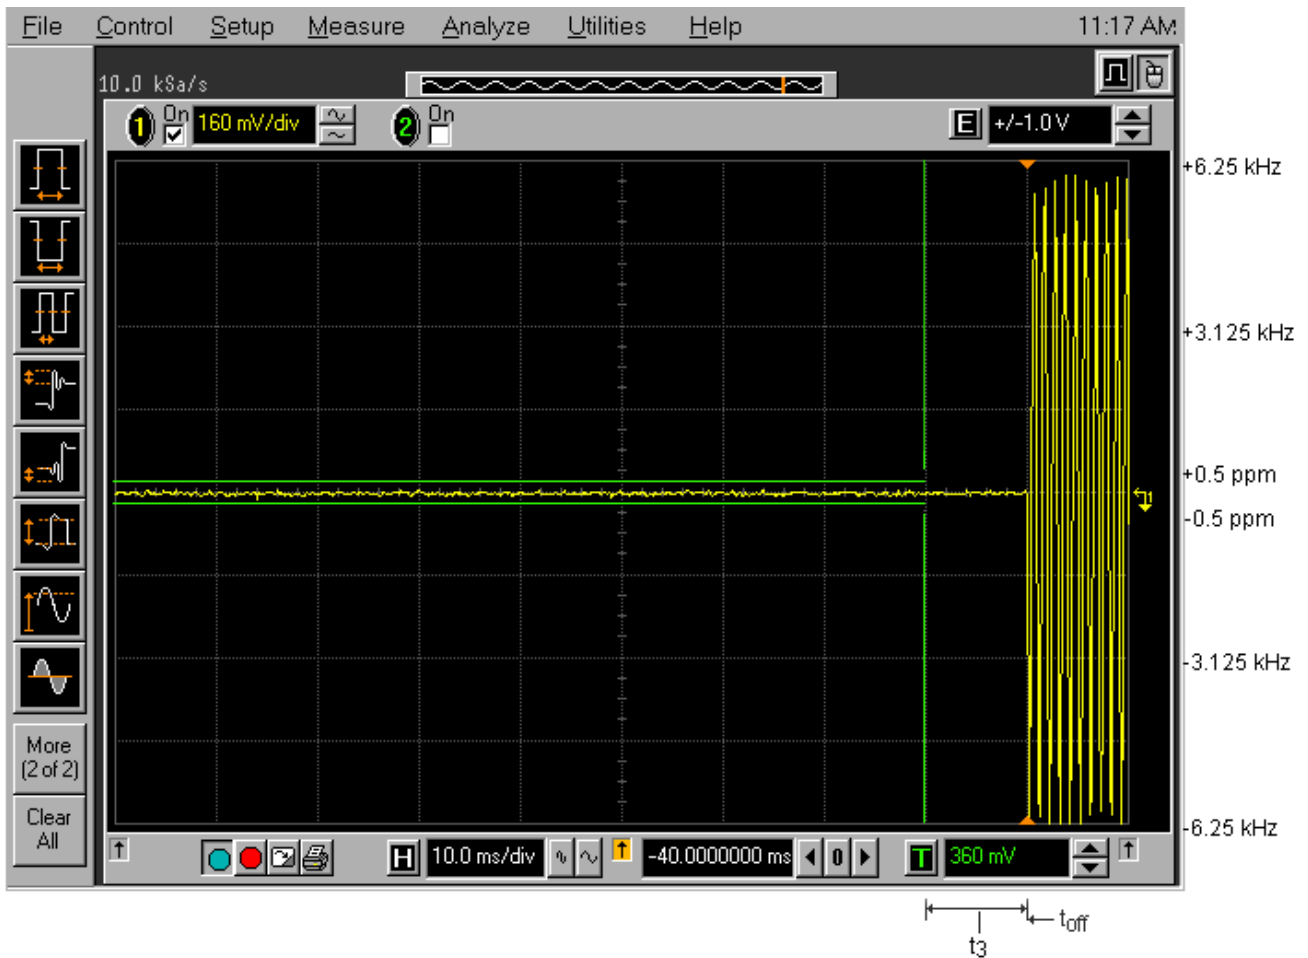 File Control Setup Measure Analyze Utilities Help 11:17 AM
10.0 kSa/s
1 On 160 mV/div 2 On E +/-1.0 V
+6.25 kHz
+3.125 kHz
+0.5 ppm
-0.5 ppm
-3.125 kHz
-6.25 kHz
More
(2 of 2)
Clear
All
H 10.0 ms/div -40.0000000 ms 0 T 360 mV
toff
t3